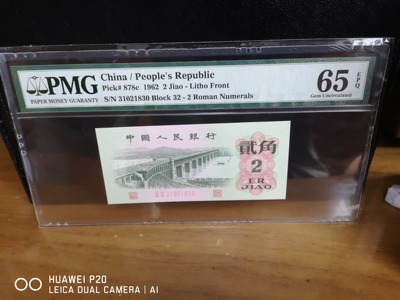 PMG
PAPER MONEY GUARANTY
China / People's Republic
Pick# 878c 1962 2 Jiao - Litho Front
S/N 31021830 Block 32 - 2 Roman Numerals
65 EPQ
Gem Uncirculated
中國人民銀行
貳角
2
ER
JIAO
31021830
HUAWEI P20
LEICA DUAL CAMERA | AI